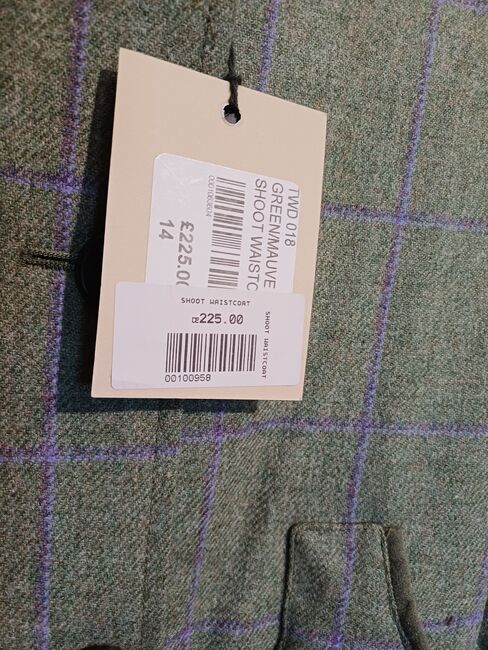 TWD 018
GREEN/MAUVE
SHOOT WAISTC
£225.00
14
SHOOT WAISTCOAT
225.00
00100958
SHOOT WAISTCOAT